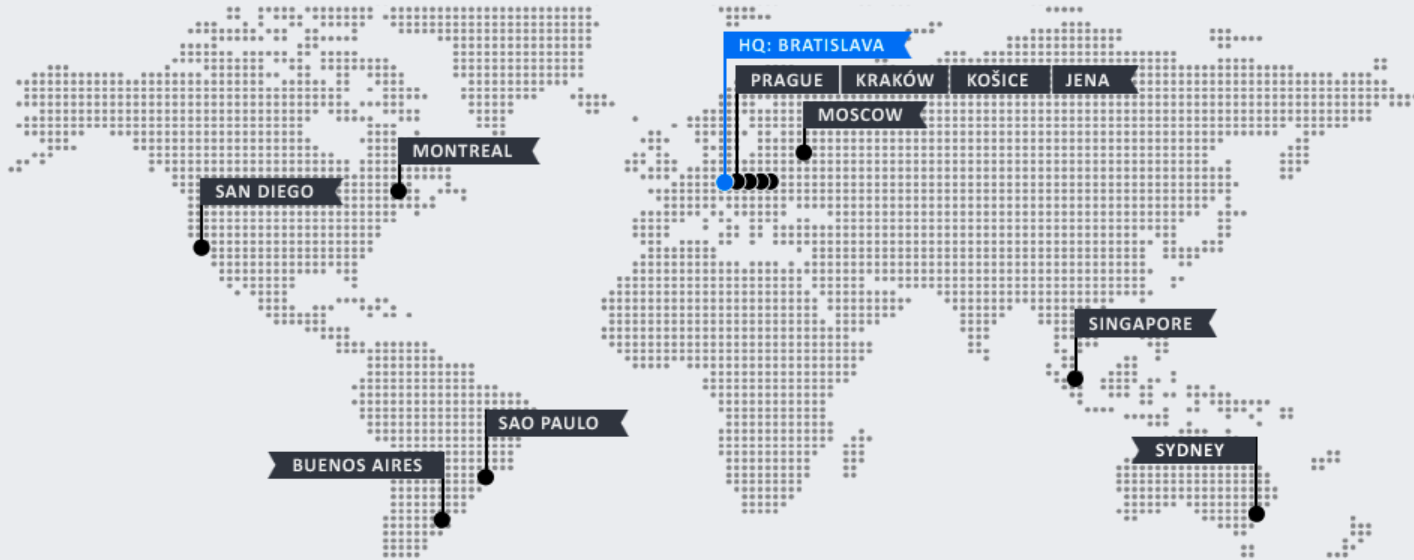 HQ: BRATISLAVA
PRAGUE KRAKÓW KOŠICE JENA
MOSCOW
MONTREAL
SAN DIEGO
SINGAPORE
SAO PAULO
SYDNEY
BUENOS AIRES